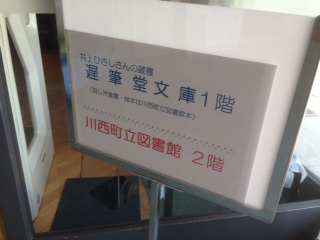 井上ひさしさんの蔵書
遅筆堂文庫1階
川西町立図書館 2階